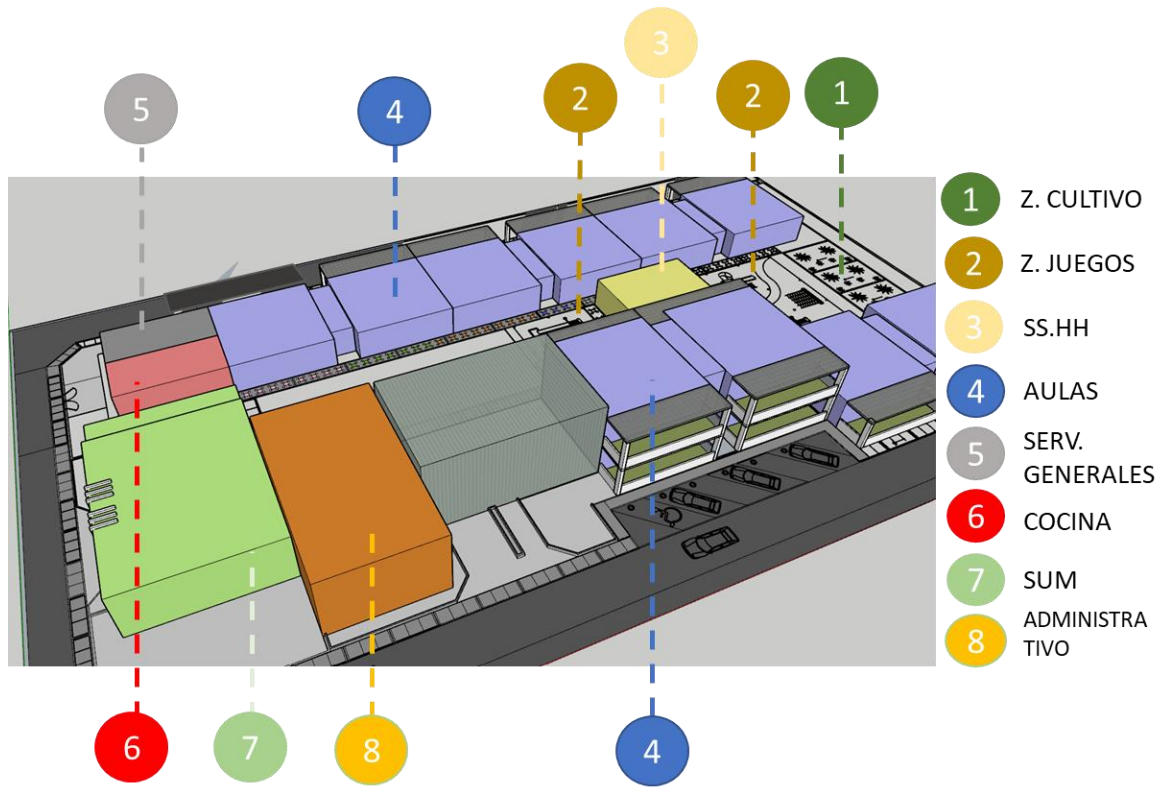 3
2
2
1
5
4
1 Z. CULTIVO
2 Z. JUEGOS
3 SS.HH
4 AULAS
5 SERV.
GENERALES
6 COCINA
7 SUM
8 ADMINISTRA
TIVO
6
7
8
4